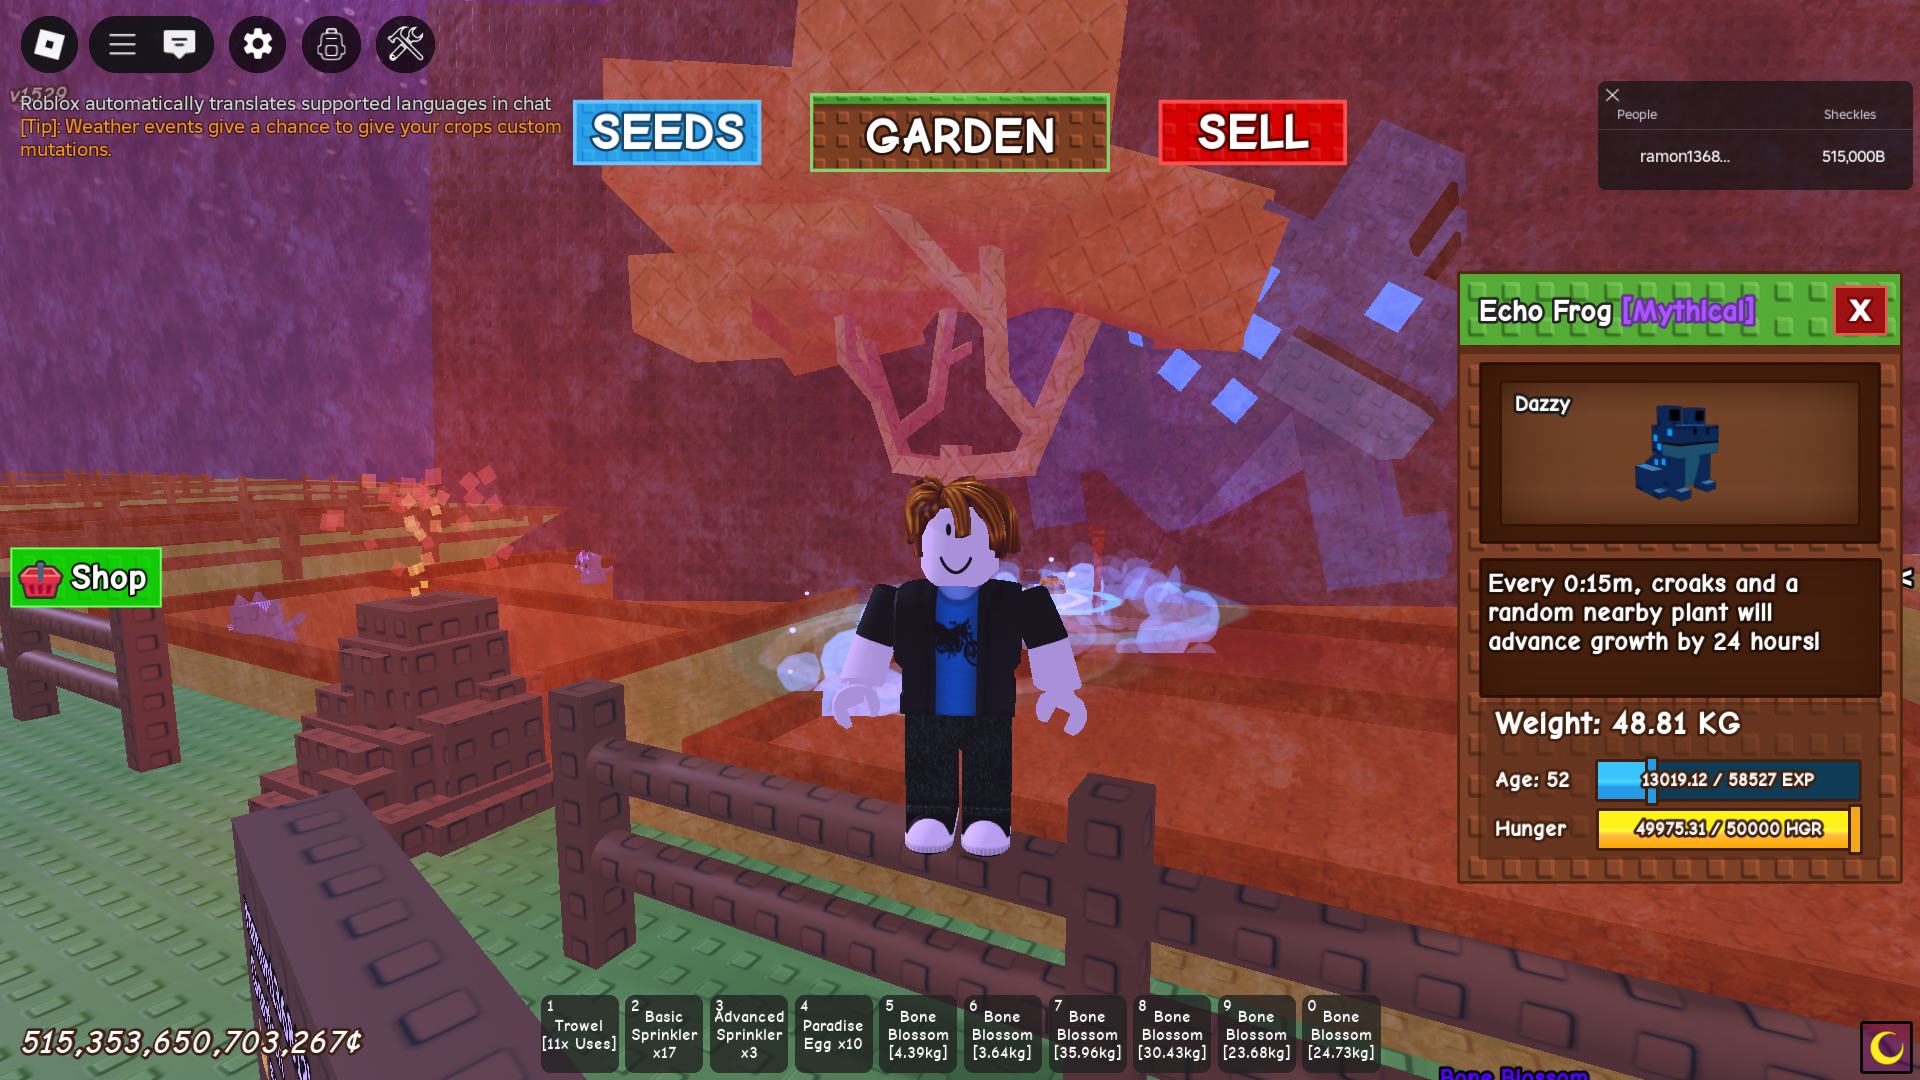 v1529
Roblox automatically translates supported languages in chat
[Tip]: Weather events give a chance to give your crops custom
mutations.
SEEDS
GARDEN
SELL
People Sheckles
ramon1368... 515,000B
Echo Frog [Mythical]
X
Dazzy
Every 0:15m, croaks and a
random nearby plant will
advance growth by 24 hours!
Weight: 48.81 KG
Age: 52 13019.12 / 58527 EXP
Hunger 49975.31 / 50000 HGR
Shop
<
515,353,650,703,267¢
1
Trowel
[11x Uses]
2
Basic
Sprinkler
x17
3
Advanced
Sprinkler
x3
4
Paradise
Egg x10
5
Bone
Blossom
[4.39kg]
6
Bone
Blossom
[3.64kg]
7
Bone
Blossom
[35.96kg]
8
Bone
Blossom
[30.43kg]
9
Bone
Blossom
[23.68kg]
0
Bone
Blossom
[24.73kg]
Bone Blossom